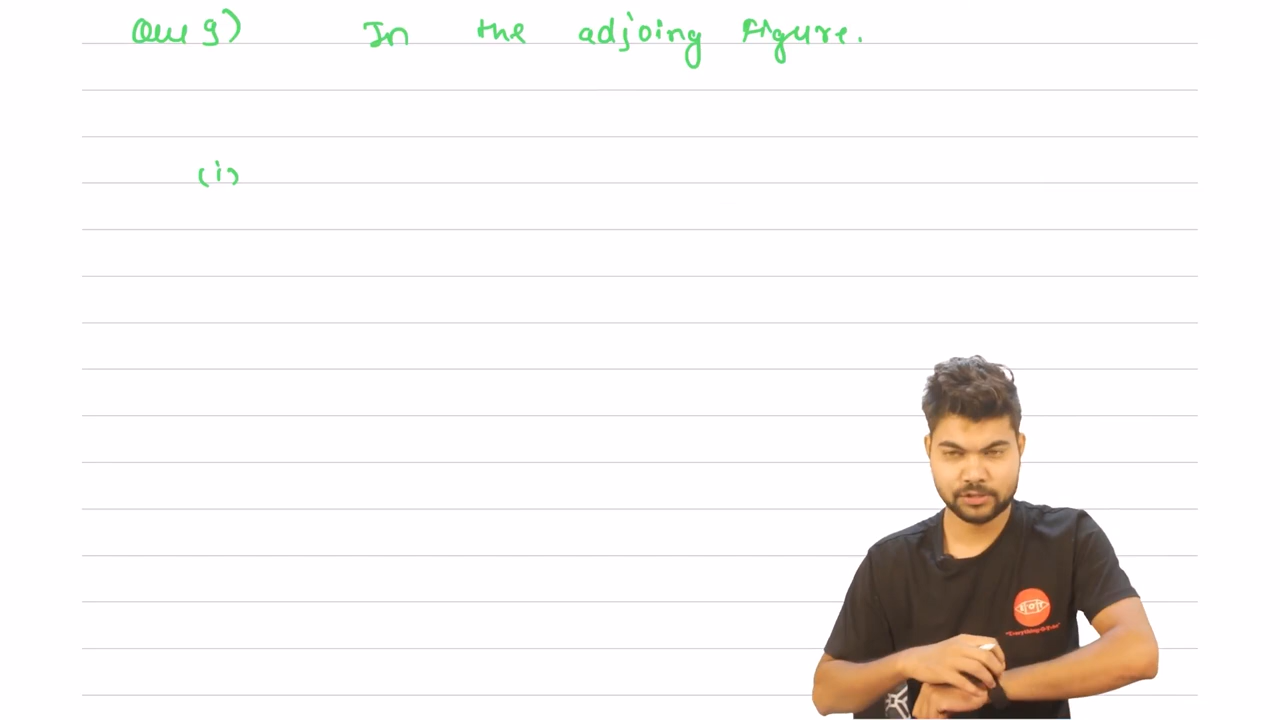 Que 9) In the adjoing figure.
(i)